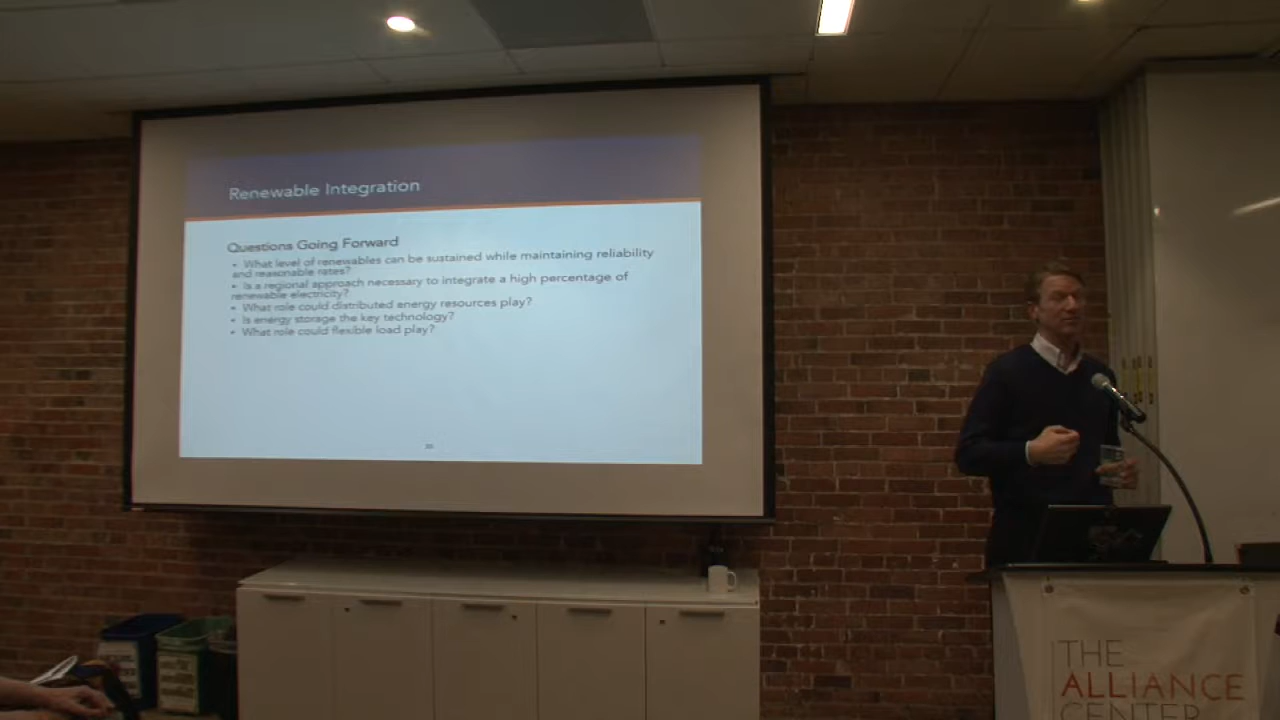 Renewable Integration
Questions Going Forward
• What level of renewables can be sustained while maintaining reliability
and reasonable rates?
• Is a regional approach necessary to integrate a high percentage of
renewable electricity?
• What role could distributed energy resources play?
• Is energy storage the key technology?
• What role could flexible load play?
THE
ALLIANCE
CENTER